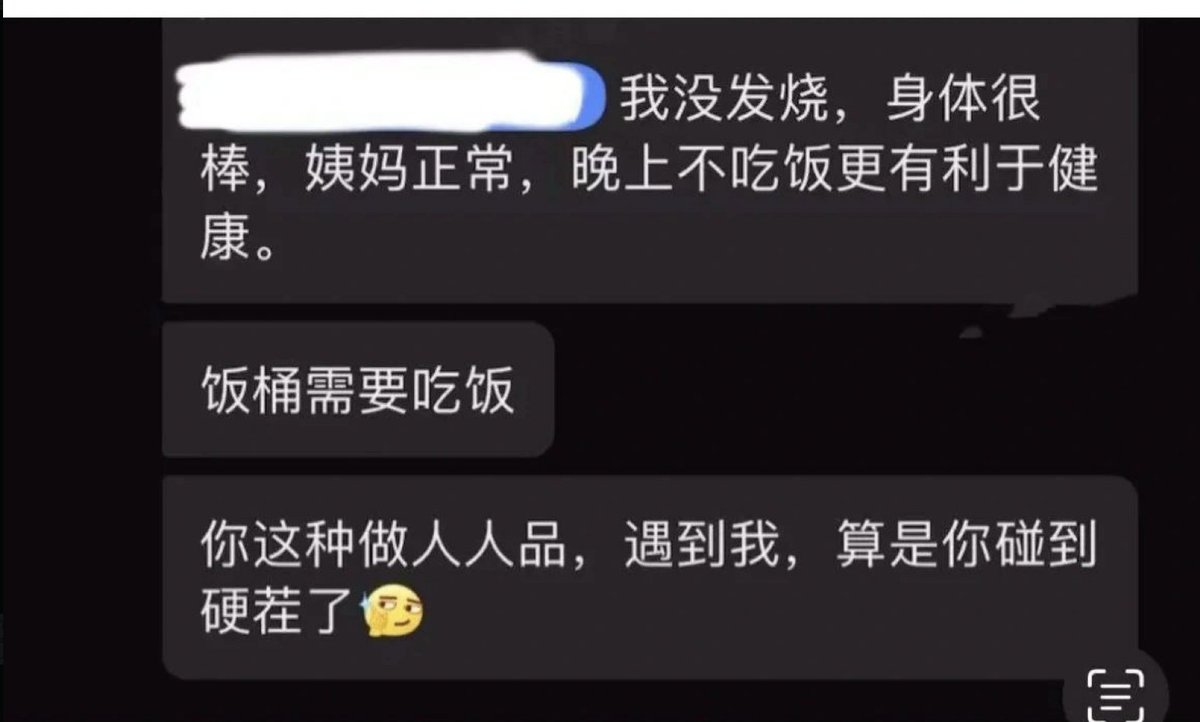 我没发烧，身体很
棒，姨妈正常，晚上不吃饭更有利于健
康。
饭桶需要吃饭
你这种做人人品，遇到我，算是你碰到
硬茬了